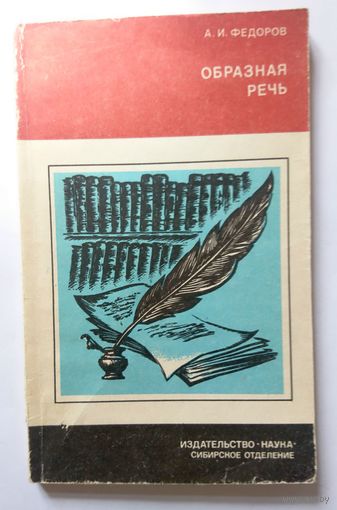 А. И. ФЕДОРОВ
ОБРАЗНАЯ
РЕЧЬ
ИЗДАТЕЛЬСТВО · НАУКА ·
СИБИРСКОЕ ОТДЕЛЕНИЕ